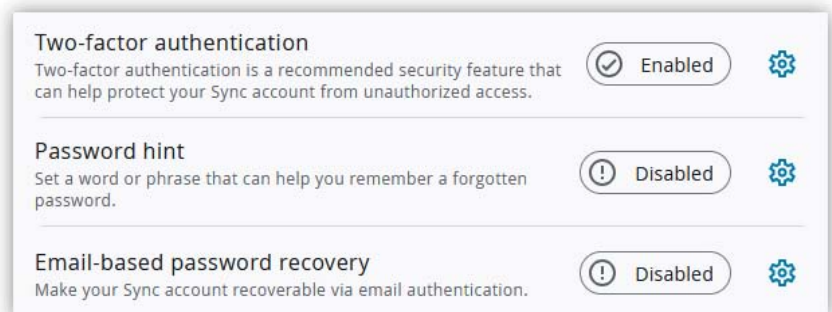 Two-factor authentication
Two-factor authentication is a recommended security feature that
can help protect your Sync account from unauthorized access.
Enabled
Password hint
Set a word or phrase that can help you remember a forgotten
password.
Disabled
Email-based password recovery
Make your Sync account recoverable via email authentication.
Disabled